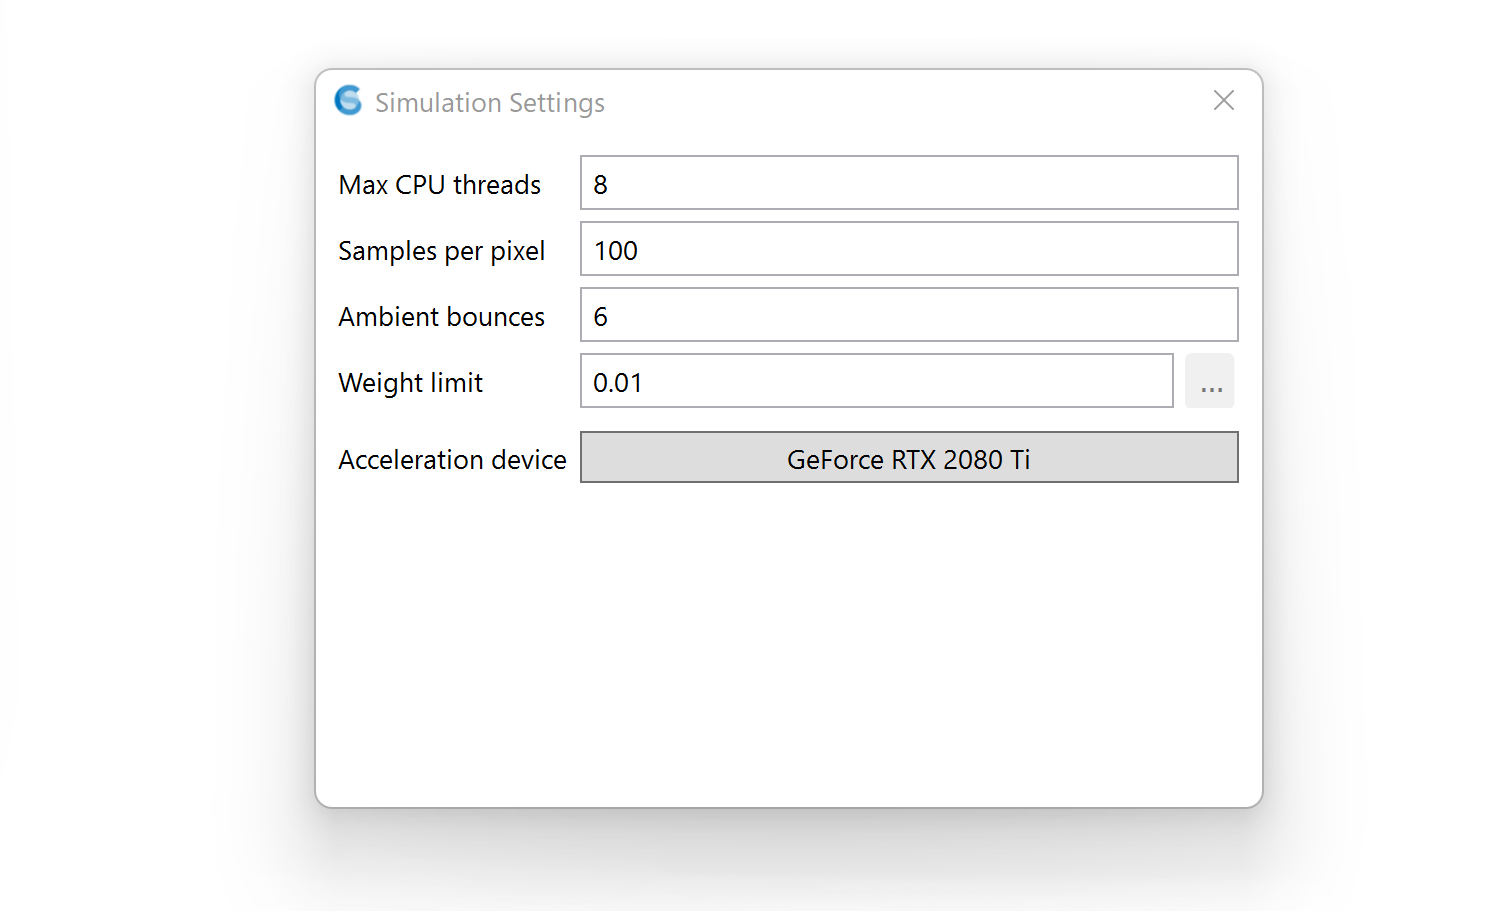 Simulation Settings
Max CPU threads 8
Samples per pixel 100
Ambient bounces 6
Weight limit 0.01 ...
Acceleration device GeForce RTX 2080 Ti